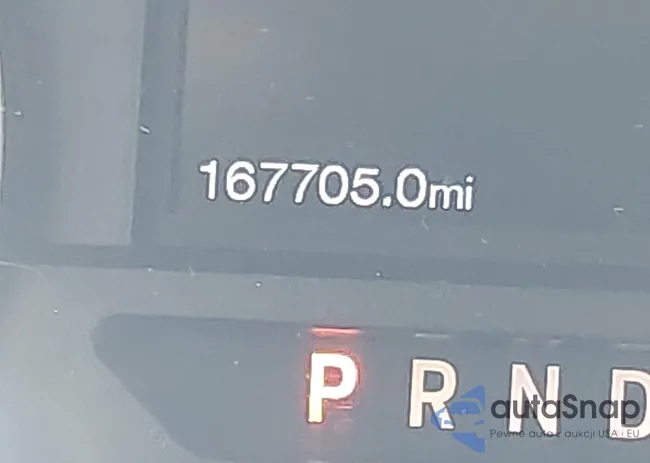 167705.0mi
P R N D
autoSnap
Pewne auto z aukcji USA i EU